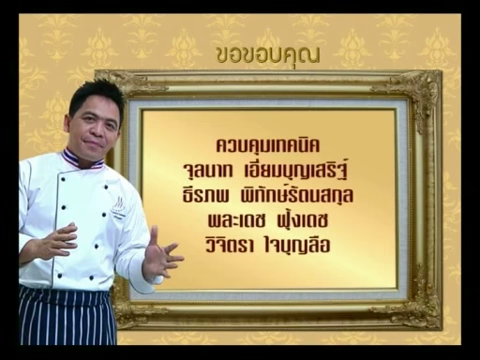 ขอขอบคุณ
ควบคุมเทคนิค
จุลนาท เอี่ยมบุญเสริฐ์
ธีรภพ พิทักษ์รัตนสกุล
พละเดช ฟุ้งเดช
วิจิตรา ใจบุญลือ